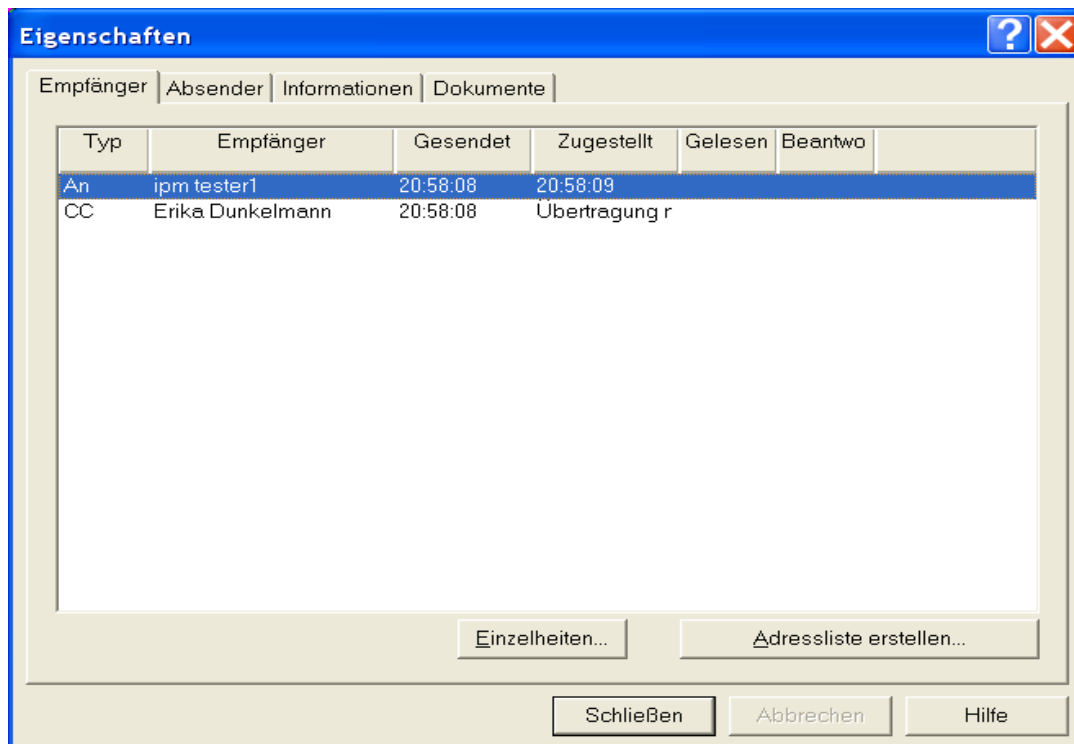 Eigenschaften
Empfänger Absender Informationen Dokumente
Typ Empfänger Gesendet Zugestellt Gelesen Beantwo
An ipm tester1 20:58:08 20:58:09
CC Erika Dunkelmann 20:58:08 Übertragung r
Einzelheiten... Adressliste erstellen...
Schließen Abbrechen Hilfe